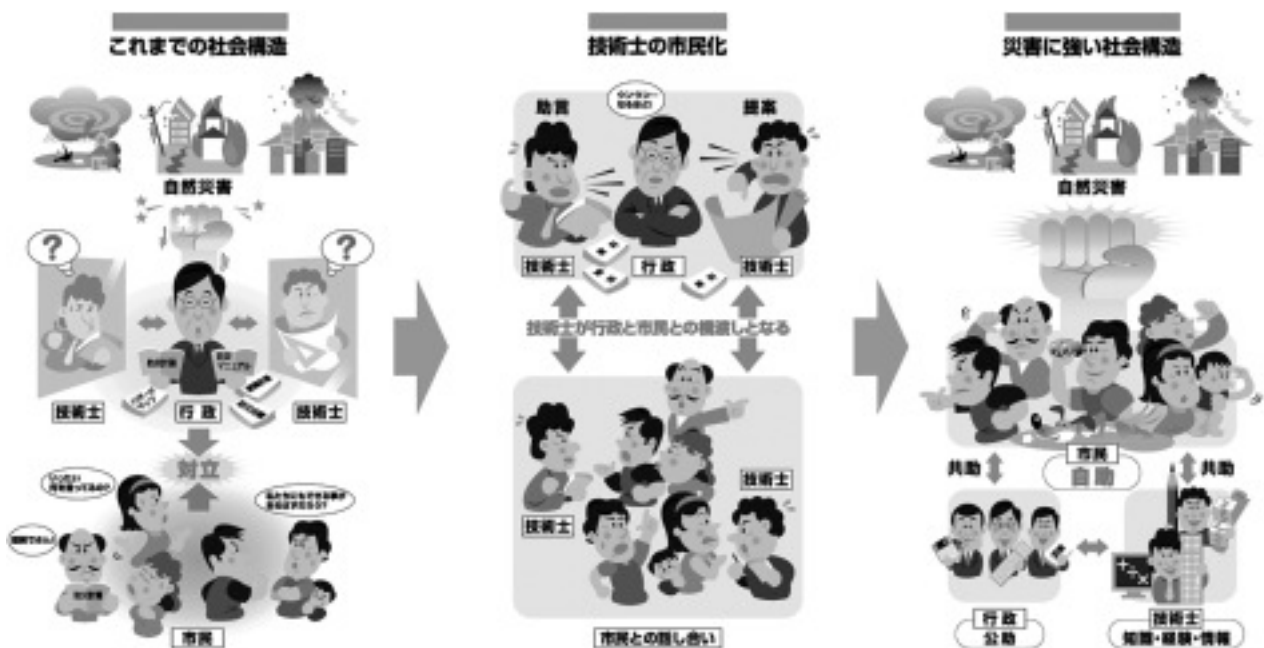 これまでの社会構造
自然災害
?
?
技術士
行政
技術士
対立
市民
技術士の市民化
助言
提案
技術士
行政
技術士
技術士が行政と市民との橋渡しとなる
技術士
技術士
市民との話し合い
災害に強い社会構造
自然災害
市民
自助
共助
共助
行政
公助
技術士
知識・経験・情報